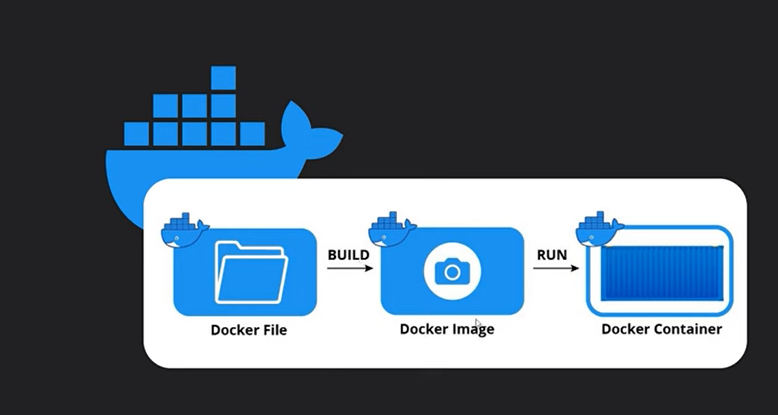 BUILD
RUN
Docker File
Docker Image
Docker Container